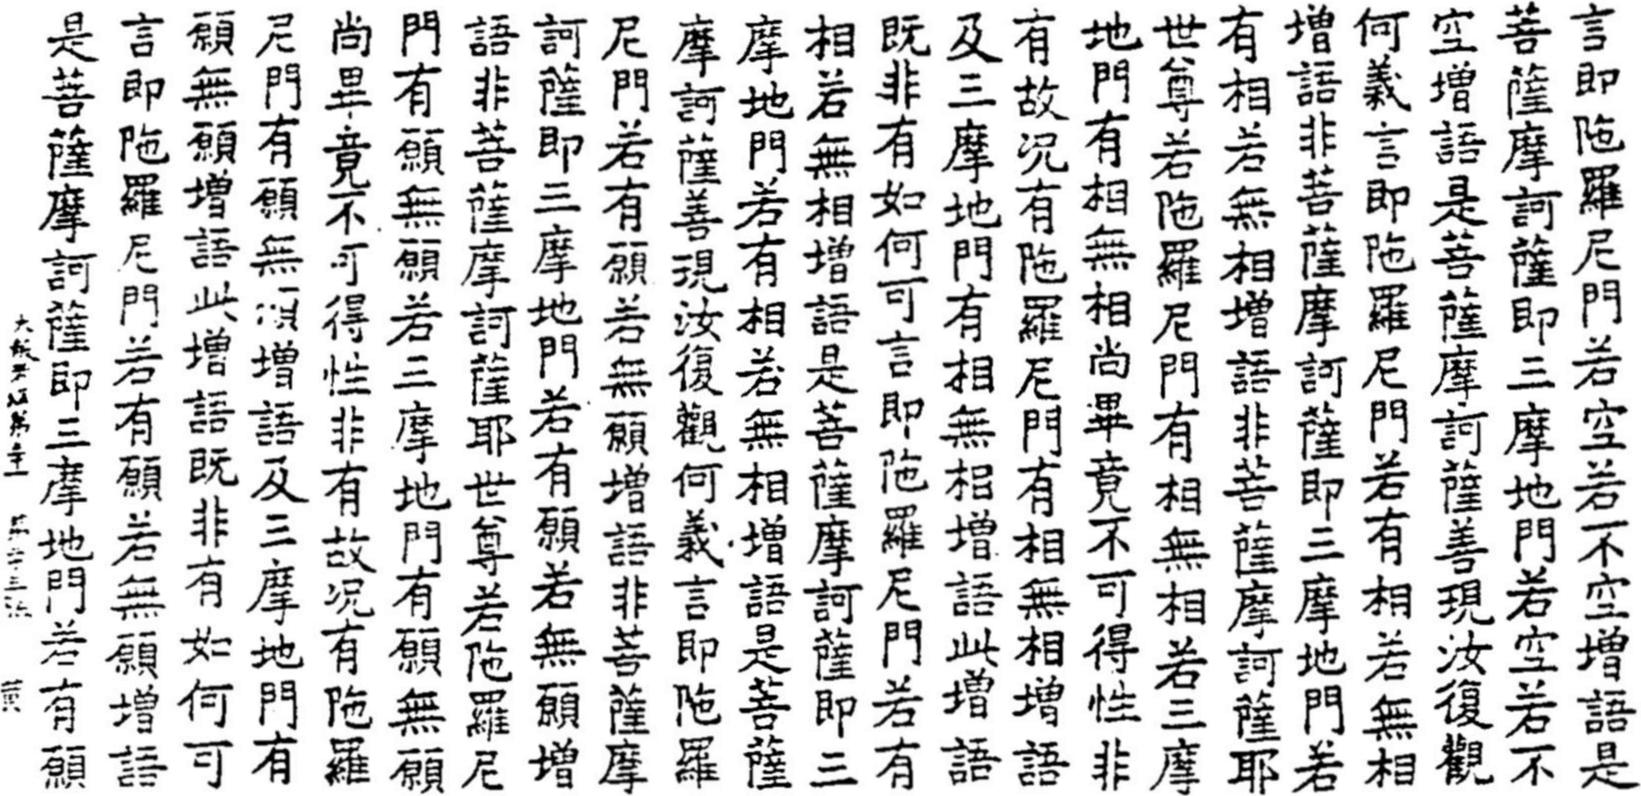 言即陁羅尼門若空若不空增語是
菩薩摩訶薩即三摩地門若空若不
空增語是菩薩摩訶薩善現汝復觀
何義言即陁羅尼門若有相若無相
增語非菩薩摩訶薩即三摩地門若
有相若無相增語非菩薩摩訶薩耶
世尊若陁羅尼門有相無相若三摩
地門有相無相尚畢竟不可得性非
有故况有陁羅尼門有相無相增語
及三摩地門有相無相增語此增語
既非有如何可言即陁羅尼門若有
相若無相增語是菩薩摩訶薩即三
摩地門若有相若無相增語是菩薩
摩訶薩善現汝復觀何義言即陁羅
尼門若有願若無願增語非菩薩摩
訶薩即三摩地門若有願若無願增
語非菩薩摩訶薩耶世尊若陁羅尼
門有願無願若三摩地門有願無願
尚畢竟不可得性非有故况有陁羅
尼門有願無願增語及三摩地門有
願無願增語此增語既非有如何可
言即陁羅尼門若有願若無願增語
是菩薩摩訶薩即三摩地門若有願
大般若經第